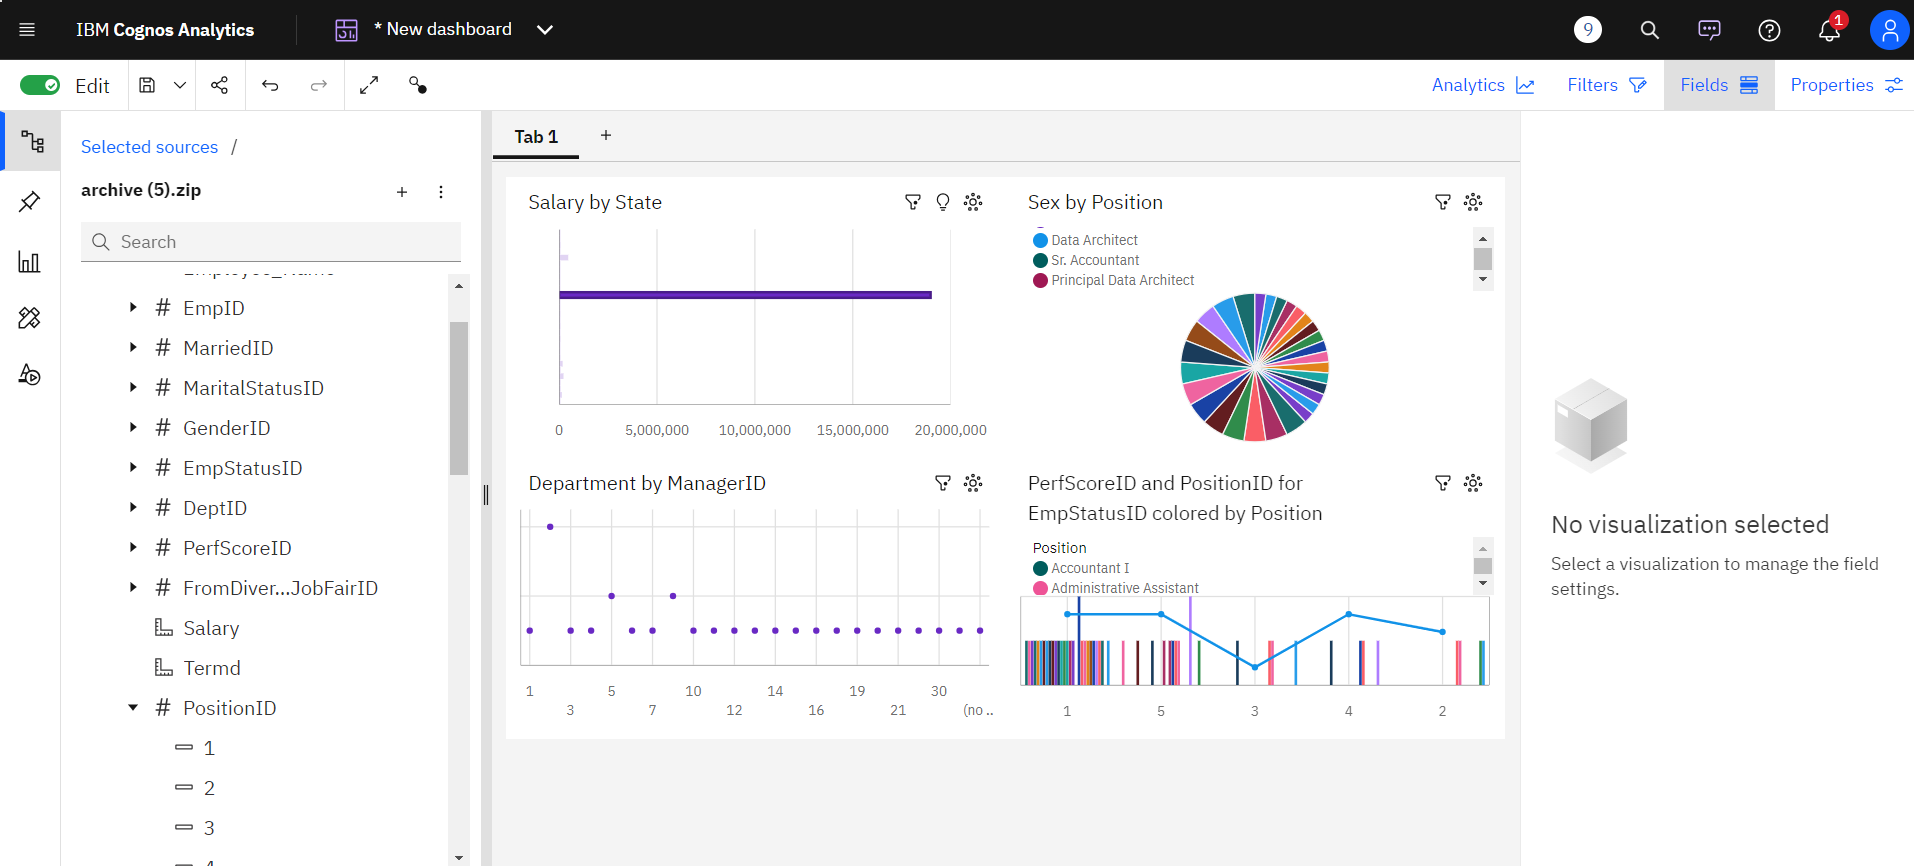 IBM Cognos Analytics
* New dashboard
9
1
Edit
Analytics
Filters
Fields
Properties
Selected sources /
archive (5).zip
Search
EmpID
MarriedID
MaritalStatusID
GenderID
EmpStatusID
DeptID
PerfScoreID
FromDiver...JobFairID
Salary
Termd
PositionID
1
2
3
Tab 1
Salary by State
0 5,000,000 10,000,000 15,000,000 20,000,000
Sex by Position
Data Architect
Sr. Accountant
Principal Data Architect
Department by ManagerID
1 5 10 14 19 30
3 7 12 16 21 (no ..
PerfScoreID and PositionID for
EmpStatusID colored by Position
Position
Accountant I
Administrative Assistant
1 5 3 4 2
No visualization selected
Select a visualization to manage the field
settings.